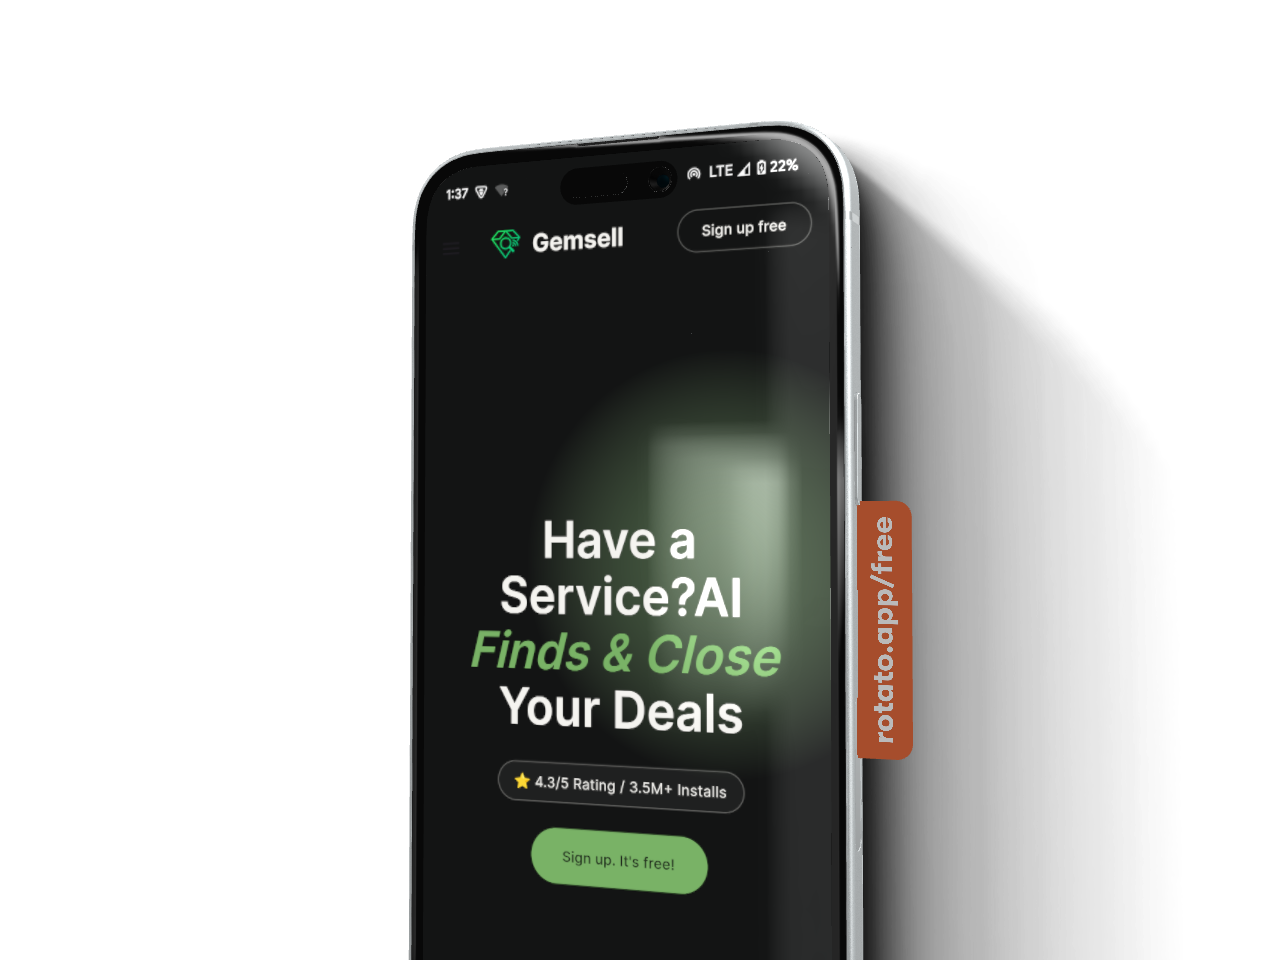 1:37
LTE 22%
Gemsell
Sign up free
Have a
Service?AI
Finds & Close
Your Deals
⭐ 4.3/5 Rating / 3.5M+ Installs
Sign up. It's free!
rotato.app/free